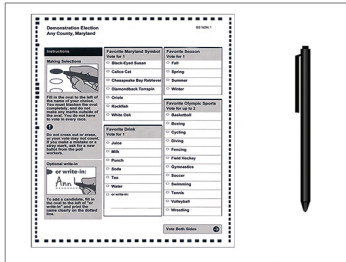 Demonstration Election
Any County, Maryland
Instructions
Making Selections
Fill in the oval to the left of
the name of your choice.
You must blacken the oval
completely, and do not
make any marks outside of
the oval. You do not have
to vote in every race.
Do not cross out or erase,
or your vote may not count.
If you make a mistake or a
stray mark, ask for a new
ballot from the poll
workers.
Optional write-in
or write-in:
Ann
To add a candidate, fill in
the oval to the left of "or
write-in" and print the
name clearly on the dotted
line.
Favorite Maryland Symbol
Vote for 1
Black-Eyed Susan
Calico Cat
Chesapeake Bay Retriever
Diamondback Terrapin
Oriole
Rockfish
White Oak
Favorite Drink
Vote for 1
Juice
Milk
Punch
Soda
Tea
Water
or write-in:
Favorite Season
Vote for 1
Fall
Spring
Summer
Winter
Favorite Olympic Sports
Vote for up to 2
Basketball
Boxing
Cycling
Diving
Fencing
Field Hockey
Gymnastics
Soccer
Swimming
Tennis
Volleyball
Wrestling
Vote Both Sides